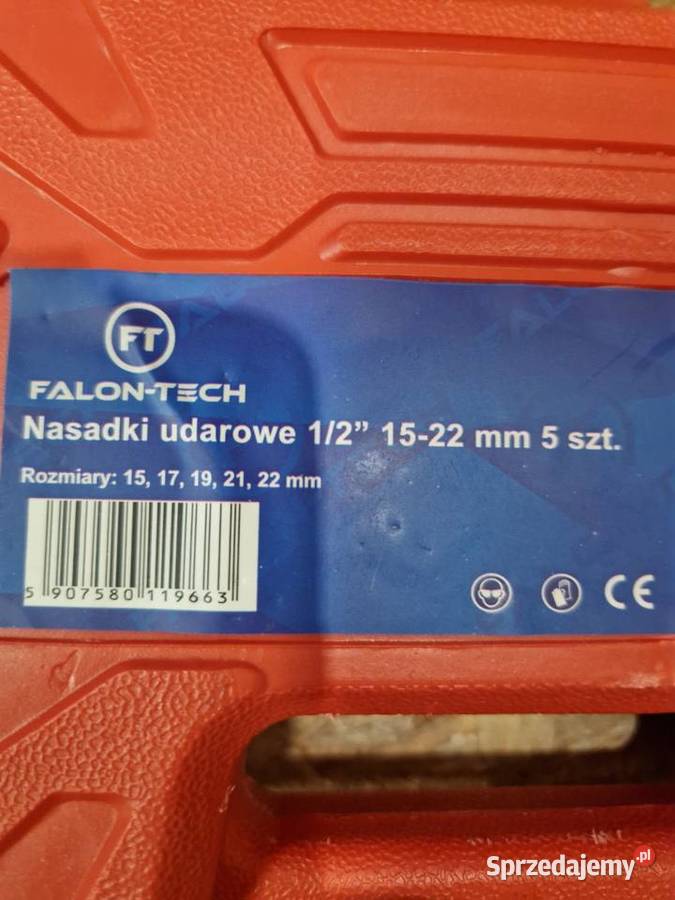 FT
FALON-TECH
Nasadki udarowe 1/2” 15-22 mm 5 szt.
Rozmiary: 15, 17, 19, 21, 22 mm
5 907580 119663
CE
Sprzedajemy.pl